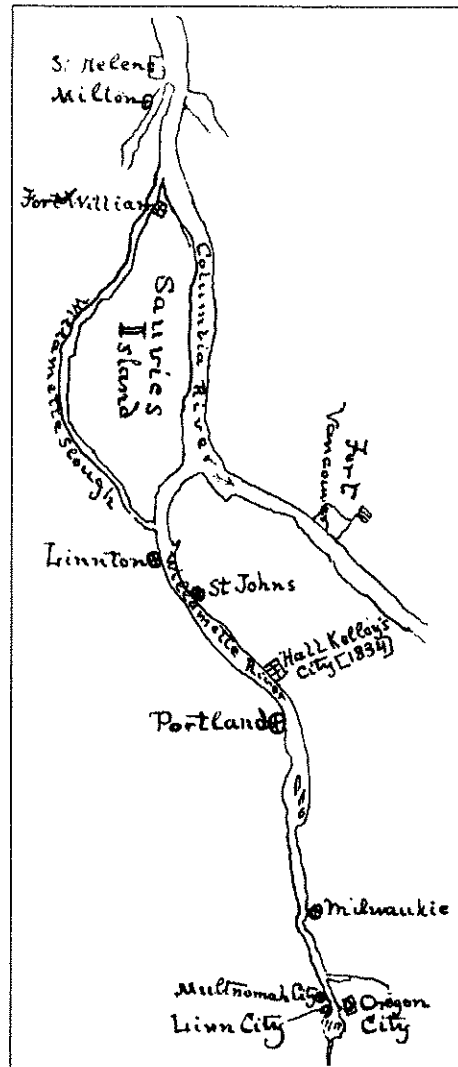 St Helens
Milton
Fort William
Columbia River
Sauvies
Island
Willamette Slough
Fort
Vancouver
Linnton
St Johns
Willamette River
Hall Kelley's
City [1834]
Portland
Milwaukie
Multnomah City
Linn City
Oregon
City